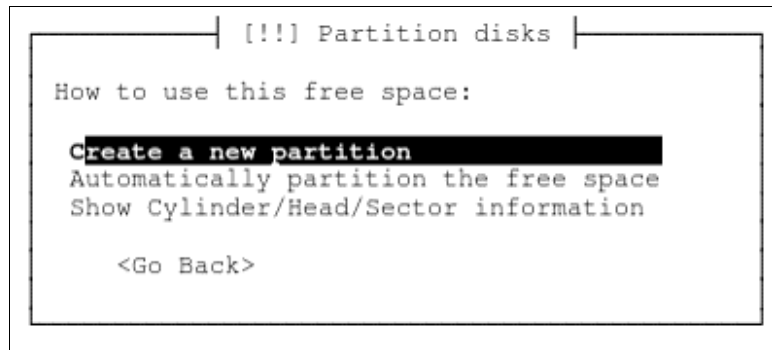 [!!] Partition disks
How to use this free space:
Create a new partition
Automatically partition the free space
Show Cylinder/Head/Sector information
<Go Back>